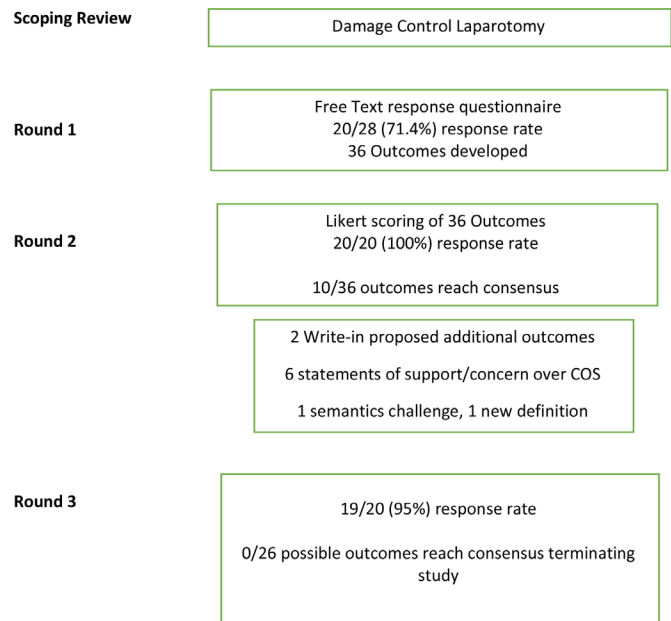 Scoping Review
Damage Control Laparotomy
Round 1
Free Text response questionnaire
20/28 (71.4%) response rate
36 Outcomes developed
Round 2
Likert scoring of 36 Outcomes
20/20 (100%) response rate
10/36 outcomes reach consensus
2 Write-in proposed additional outcomes
6 statements of support/concern over COS
1 semantics challenge, 1 new definition
Round 3
19/20 (95%) response rate
0/26 possible outcomes reach consensus terminating
study